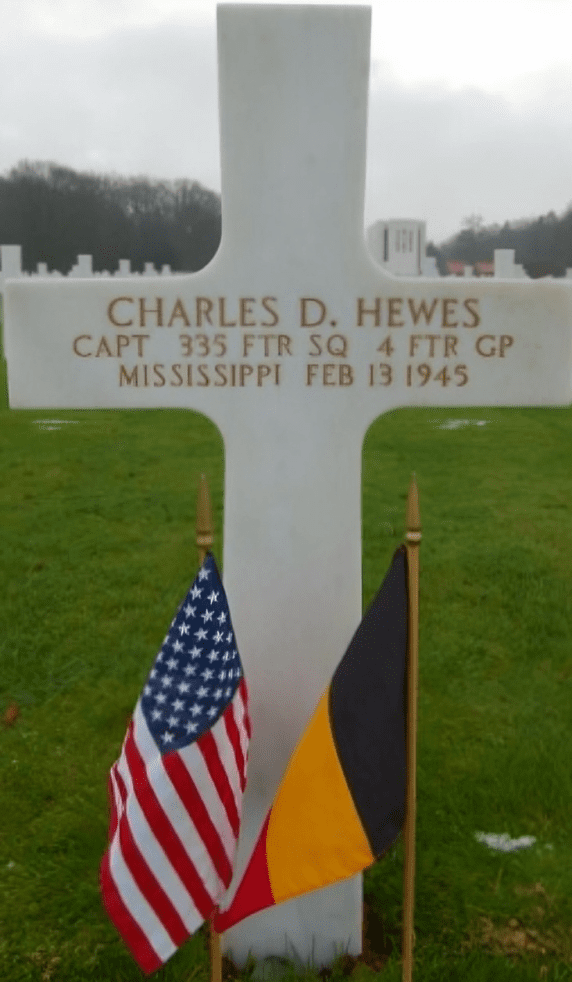 CHARLES D. HEWES
CAPT 335 FTR SQ 4 FTR GP
MISSISSIPPI FEB 13 1945